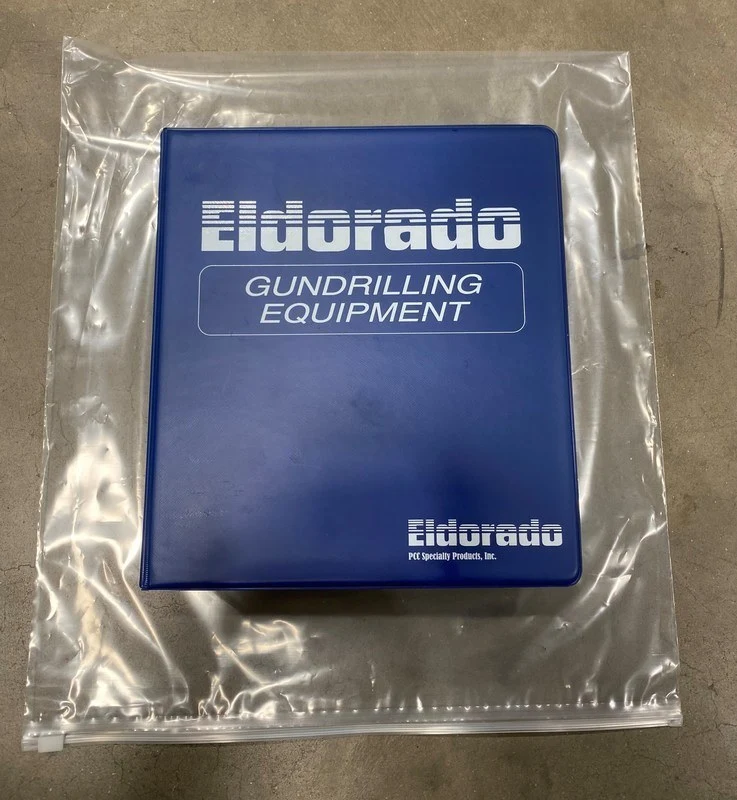 Eldorado
GUNDRILLING
EQUIPMENT
Eldorado
PCC Specialty Products, Inc.